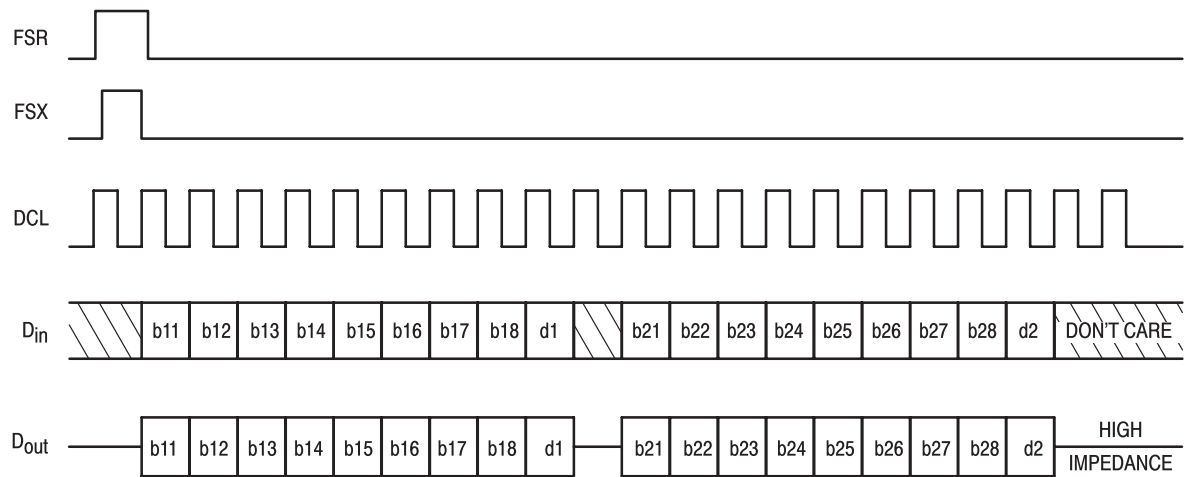 FSR
FSX
DCL
Din b11 b12 b13 b14 b15 b16 b17 b18 d1 b21 b22 b23 b24 b25 b26 b27 b28 d2 DON'T CARE
Dout b11 b12 b13 b14 b15 b16 b17 b18 d1 b21 b22 b23 b24 b25 b26 b27 b28 d2 HIGH
IMPEDANCE